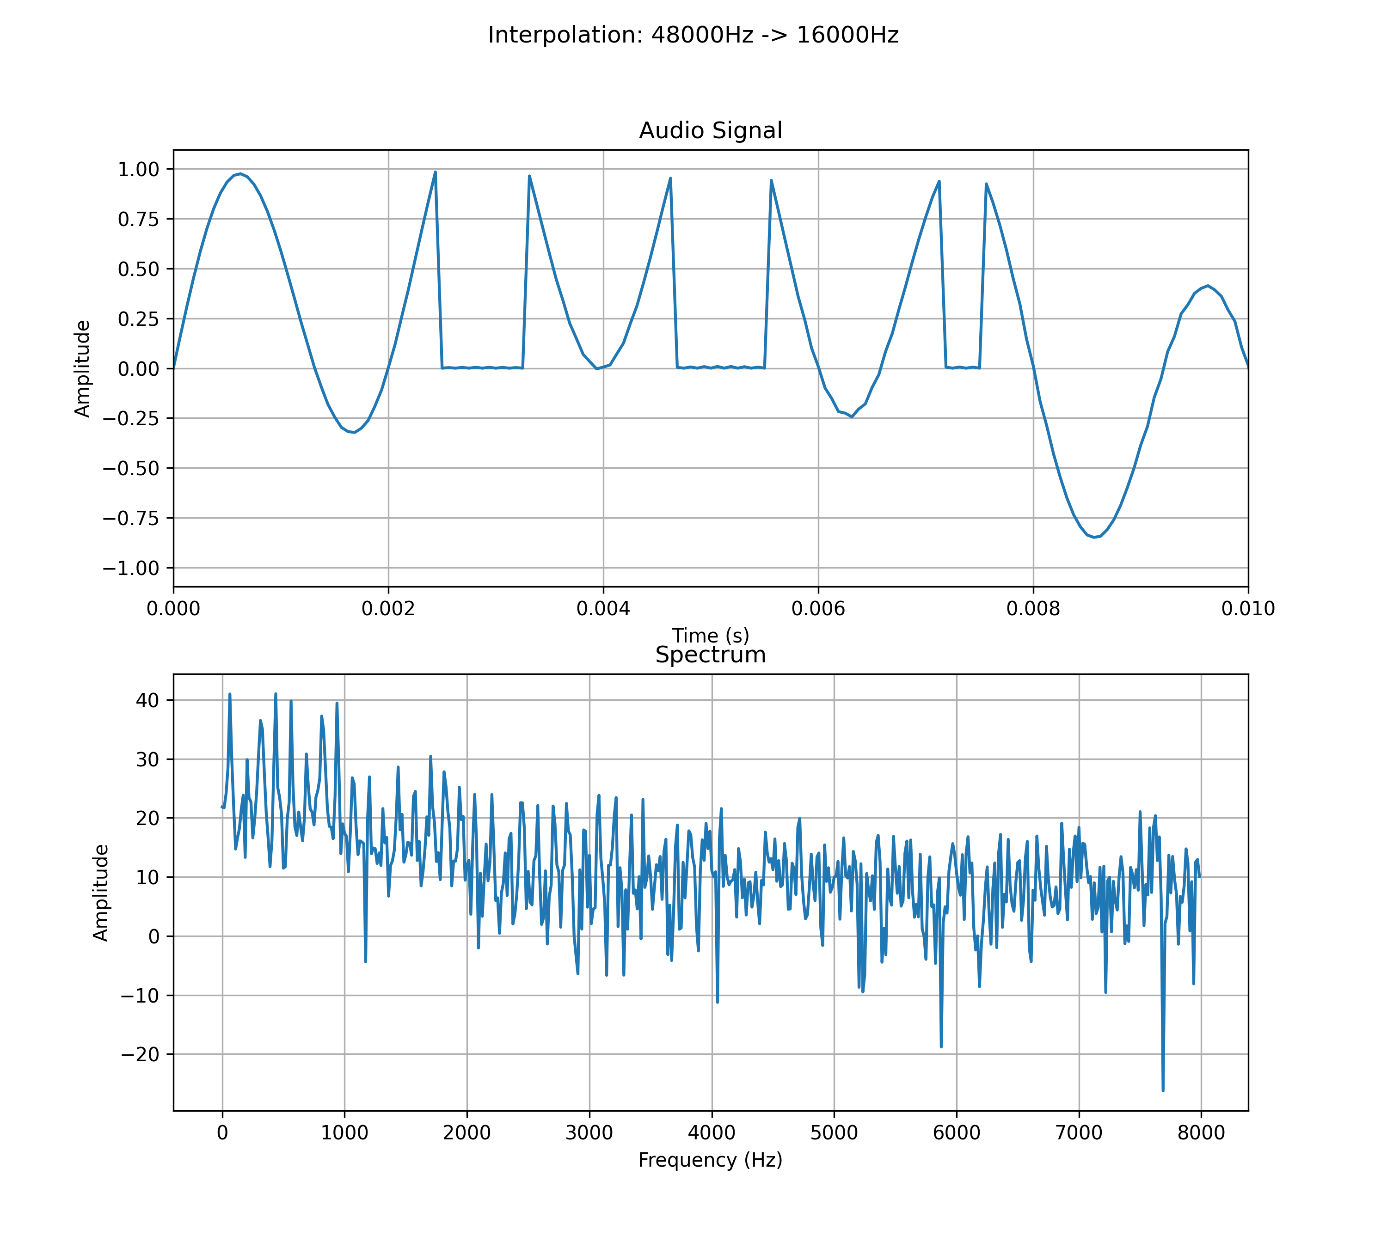 Interpolation: 48000Hz -> 16000Hz
Audio Signal
Amplitude
1.00
0.75
0.50
0.25
0.00
−0.25
−0.50
−0.75
−1.00
0.000 0.002 0.004 0.006 0.008 0.010
Time (s)
Spectrum
Amplitude
40
30
20
10
0
−10
−20
0 1000 2000 3000 4000 5000 6000 7000 8000
Frequency (Hz)